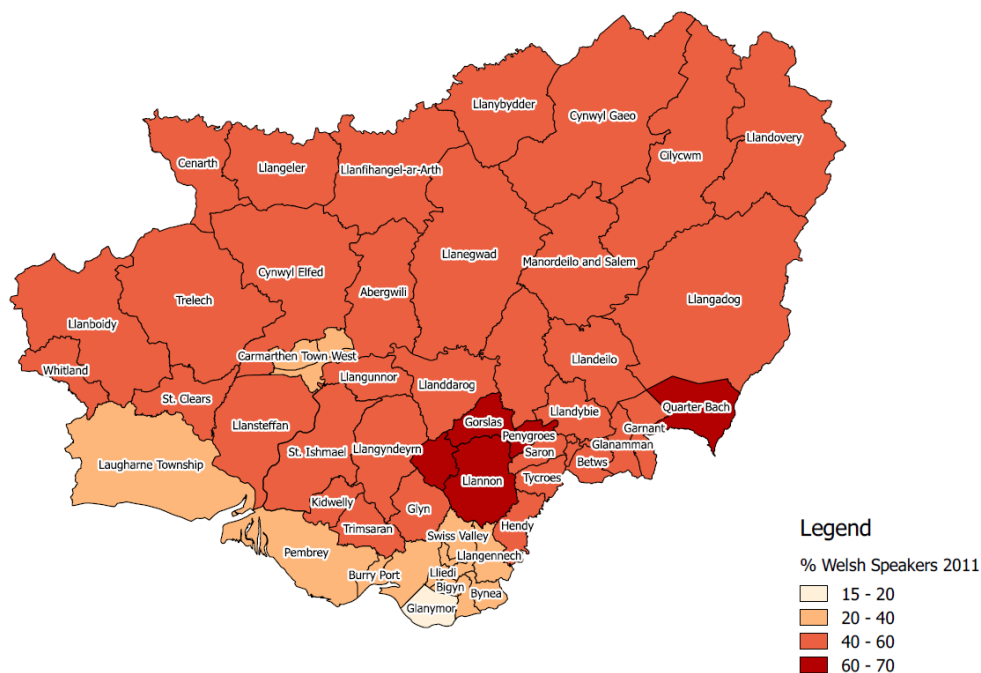 Llanybydder
Cynwyl Gaeo
Llandovery
Cilycwm
Cenarth
Llangeler
Llanfihangel-ar-Arth
Llanegwad
Manordeilo and Salem
Cynwyl Elfed
Abergwili
Trelech
Llangadog
Llanboidy
Carmarthen Town West
Llandeilo
Whitland
Llangunnor
Llanddarog
St. Clears
Quarter Bach
Llandybie
Llansteffan
Gorslas
Garnant
Penygroes
Glanamman
St. Ishmael
Llangyndeyrn
Saron
Betws
Laugharne Township
Llannon
Tycroes
Kidwelly
Glyn
Trimsaran
Hendy
Swiss Valley
Pembrey
Llangennech
Burry Port
Lliedi
Bigyn
Bynea
Glanymor
Legend
% Welsh Speakers 2011
15 - 20
20 - 40
40 - 60
60 - 70